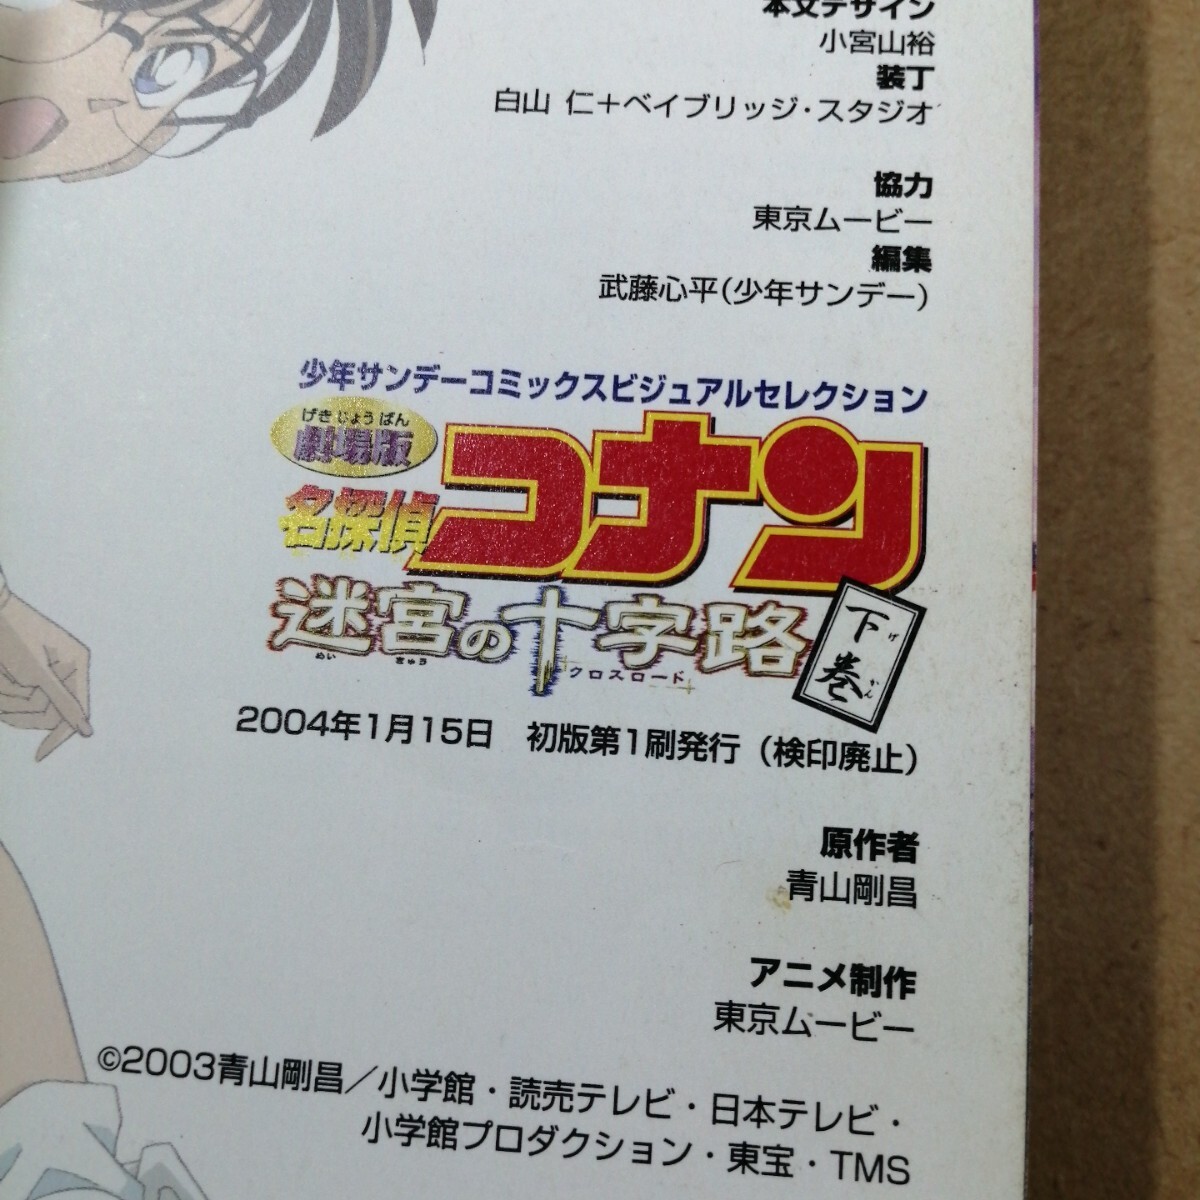 本文デザイン
小宮山裕
装丁
白山 仁＋ベイブリッジ・スタジオ
協力
東京ムービー
編集
武藤心平(少年サンデー)
少年サンデーコミックスビジュアルセレクション
げきじょうばん
劇場版
名探偵コナン
迷宮の十字路
めい きゅう クロスロード
下巻
げ かん
2004年1月15日 初版第1刷発行（検印廃止）
原作者
青山剛昌
アニメ制作
東京ムービー
©2003青山剛昌／小学館・読売テレビ・日本テレビ・
小学館プロダクション・東宝・TMS